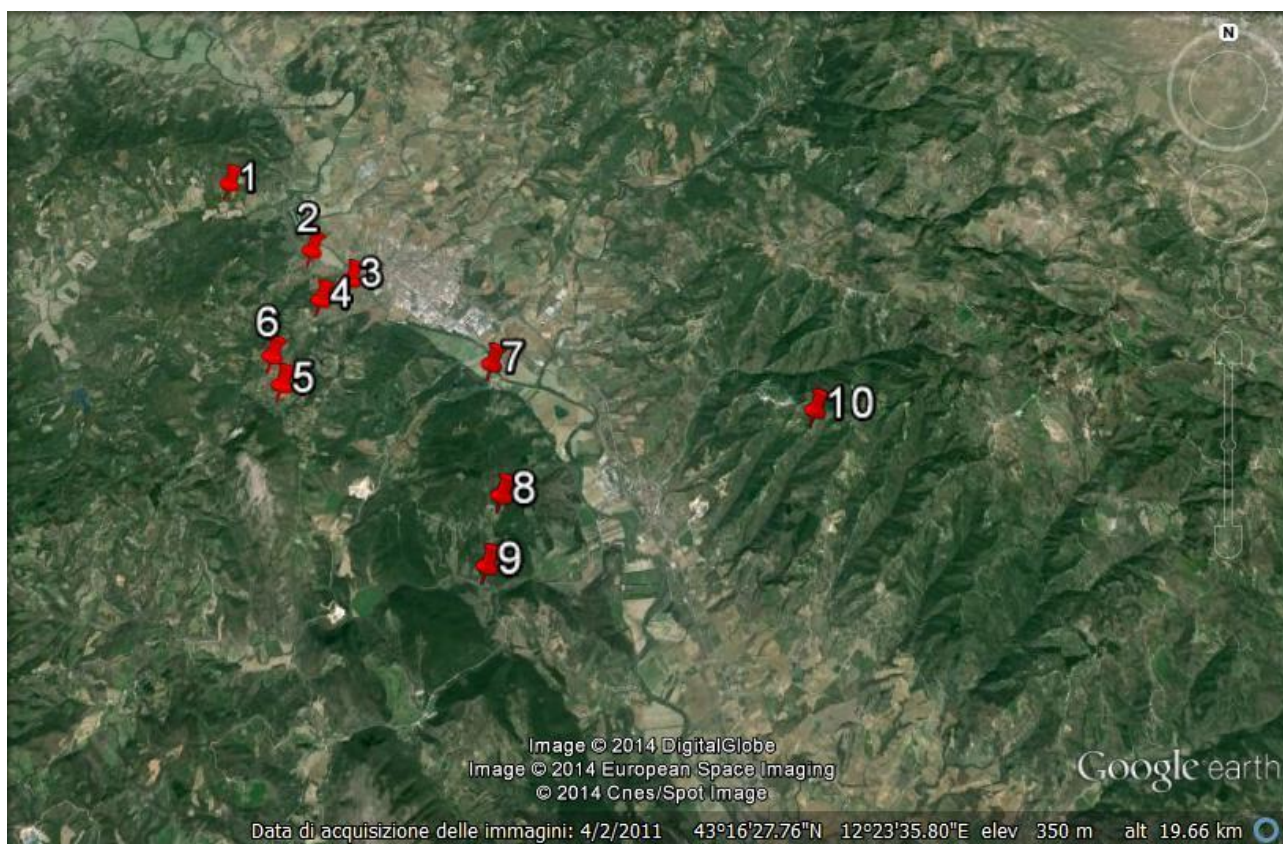 N
1
2
3
4
6
5
7
10
8
9
Image © 2014 DigitalGlobe
Image © 2014 European Space Imaging
© 2014 Cnes/Spot Image
Google earth
Data di acquisizione delle immagini: 4/2/2011 43°16'27.76"N 12°23'35.80"E elev 350 m alt 19.66 km